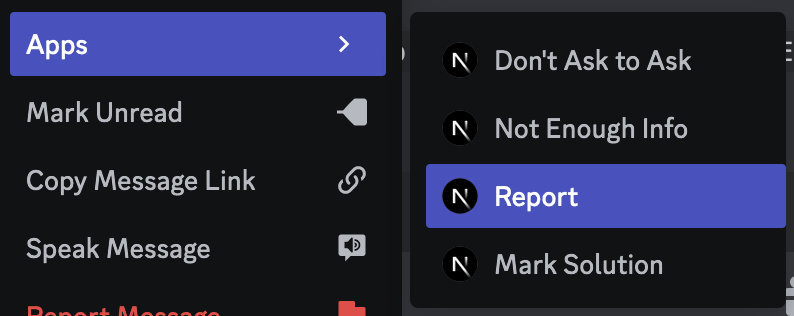 Apps
Mark Unread
Copy Message Link
Speak Message
Report Message
Don't Ask to Ask
Not Enough Info
Report
Mark Solution